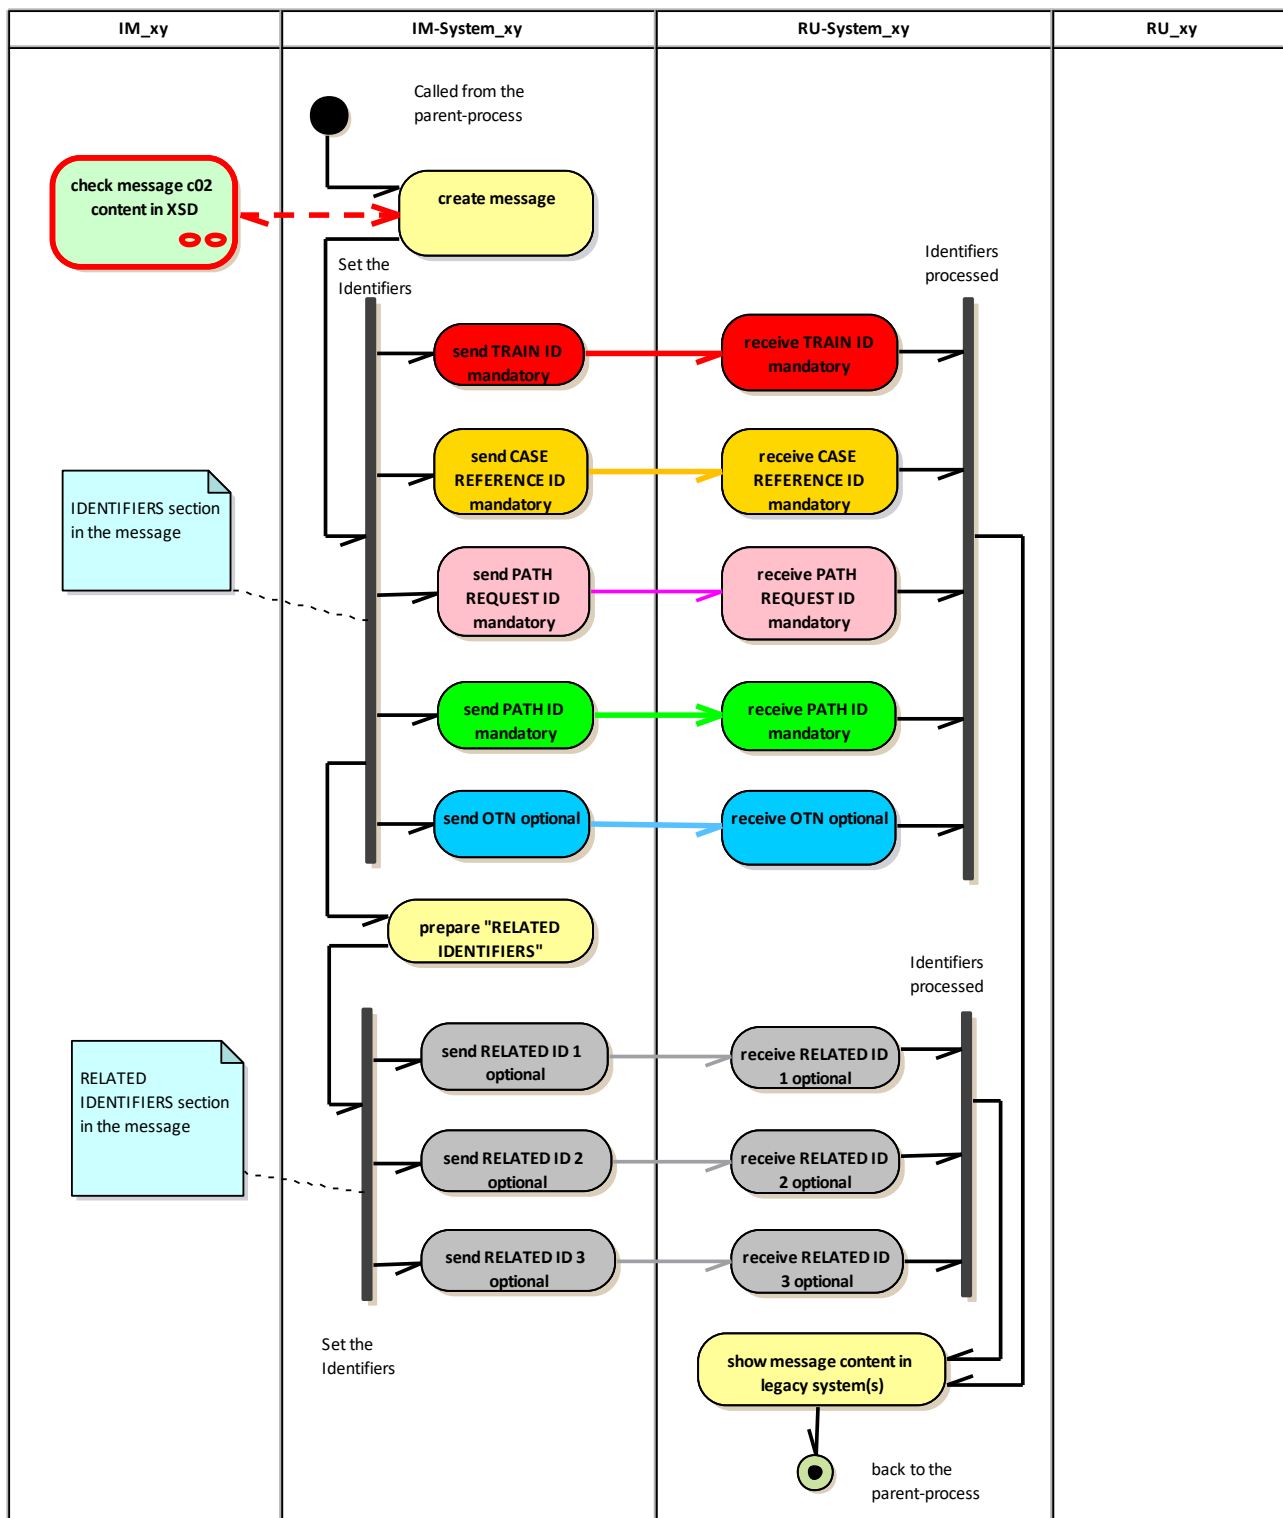 IM_xy
IM-System_xy
RU-System_xy
RU_xy
Called from the
parent-process
check message c02
content in XSD
create message
Set the
Identifiers
Identifiers
processed
send TRAIN ID
mandatory
receive TRAIN ID
mandatory
send CASE
REFERENCE ID
mandatory
receive CASE
REFERENCE ID
mandatory
IDENTIFIERS section
in the message
send PATH
REQUEST ID
mandatory
receive PATH
REQUEST ID
mandatory
send PATH ID
mandatory
receive PATH ID
mandatory
send OTN optional
receive OTN optional
prepare "RELATED
IDENTIFIERS"
Identifiers
processed
RELATED
IDENTIFIERS section
in the message
send RELATED ID 1
optional
receive RELATED ID
1 optional
send RELATED ID 2
optional
receive RELATED ID
2 optional
send RELATED ID 3
optional
receive RELATED ID
3 optional
Set the
Identifiers
show message content in
legacy system(s)
back to the
parent-process